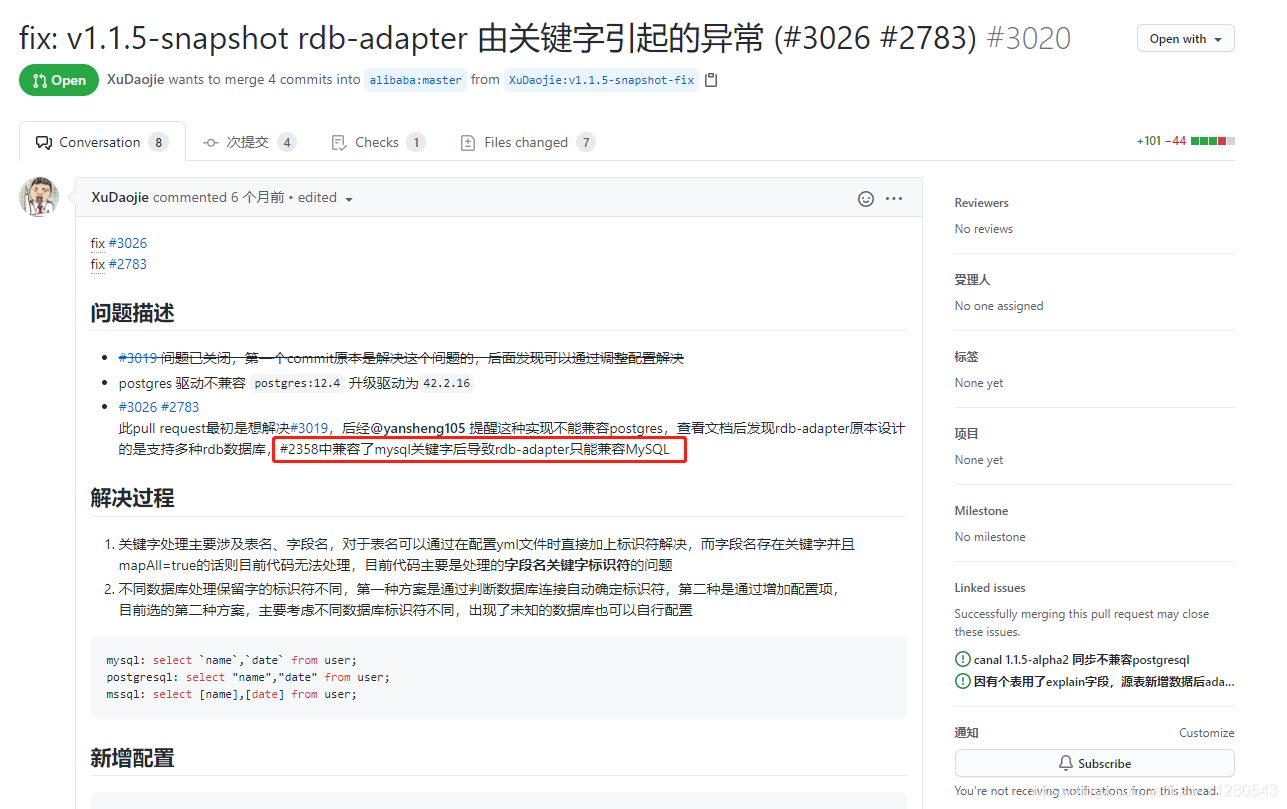 fix: v1.1.5-snapshot rdb-adapter 由关键字引起的异常 (#3026 #2783) #3020
Open with
Open
XuDaojie wants to merge 4 commits into alibaba:master from XuDaojie:v1.1.5-snapshot-fix
Conversation 8
次提交 4
Checks 1
Files changed 7
+101 −44
XuDaojie commented 6 个月前 • edited
fix #3026
fix #2783
问题描述
#3019 问题已关闭，第一个commit原本是解决这个问题的，后面发现可以通过调整配置解决
postgres 驱动不兼容 postgres:12.4 升级驱动为 42.2.16
#3026 #2783
此pull request最初是想解决#3019，后经@yansheng105 提醒这种实现不能兼容postgres，查看文档后发现rdb-adapter原本设计
的是支持多种rdb数据库，#2358中兼容了mysql关键字后导致rdb-adapter只能兼容MySQL
解决过程
1. 关键字处理主要涉及表名、字段名，对于表名可以通过在配置yml文件时直接加上标识符解决，而字段名存在关键字并且
mapAll=true的话则目前代码无法处理，目前代码主要是处理的字段名关键字标识符的问题
2. 不同数据库处理保留字的标识符不同，第一种方案是通过判断数据库连接自动确定标识符，第二种是通过增加配置项，
目前选的第二种方案，主要考虑不同数据库标识符不同，出现了未知的数据库也可以自行配置
mysql: select `name`,`date` from user;
postgresql: select "name","date" from user;
mssql: select [name],[date] from user;
新增配置
Reviewers
No reviews
受理人
No one assigned
标签
None yet
项目
None yet
Milestone
No milestone
Linked issues
Successfully merging this pull request may close
these issues.
canal 1.1.5-alpha2 同步不兼容postgresql
因有个表用了explain字段，源表新增数据后ada...
通知
Customize
Subscribe
You’re not receiving notifications from this thread.